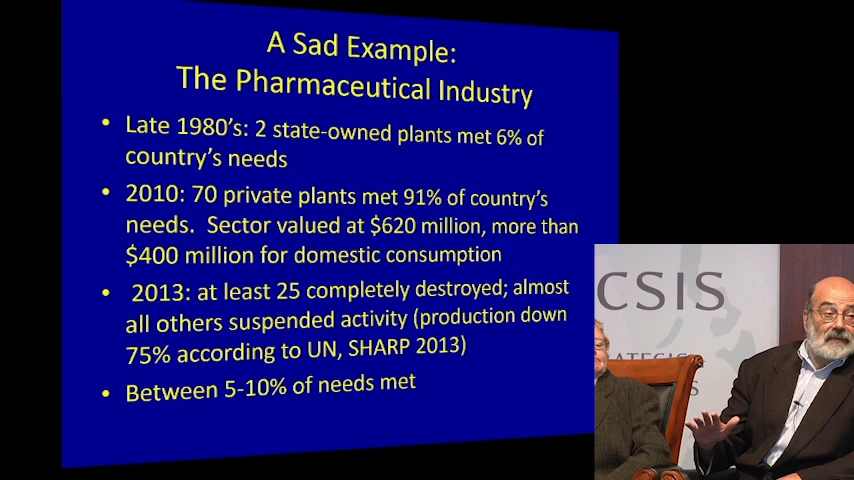 A Sad Example:
The Pharmaceutical Industry
• Late 1980's: 2 state-owned plants met 6% of
country's needs
• 2010: 70 private plants met 91% of country's
needs. Sector valued at $620 million, more than
$400 million for domestic consumption
• 2013: at least 25 completely destroyed; almost
all others suspended activity (production down
75% according to UN, SHARP 2013)
• Between 5-10% of needs met
CSIS